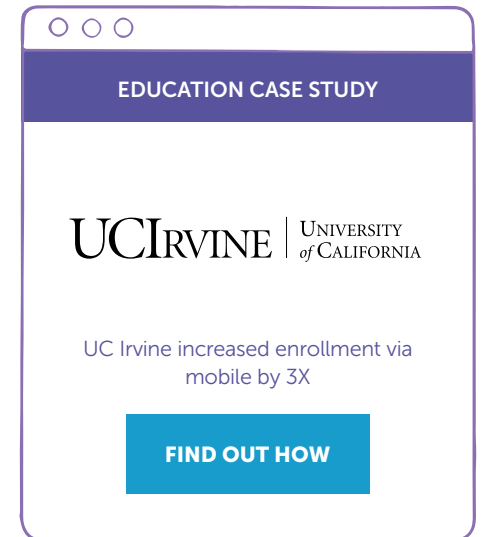 EDUCATION CASE STUDY
UCIRVINE
UNIVERSITY
of CALIFORNIA
UC Irvine increased enrollment via
mobile by 3X
FIND OUT HOW